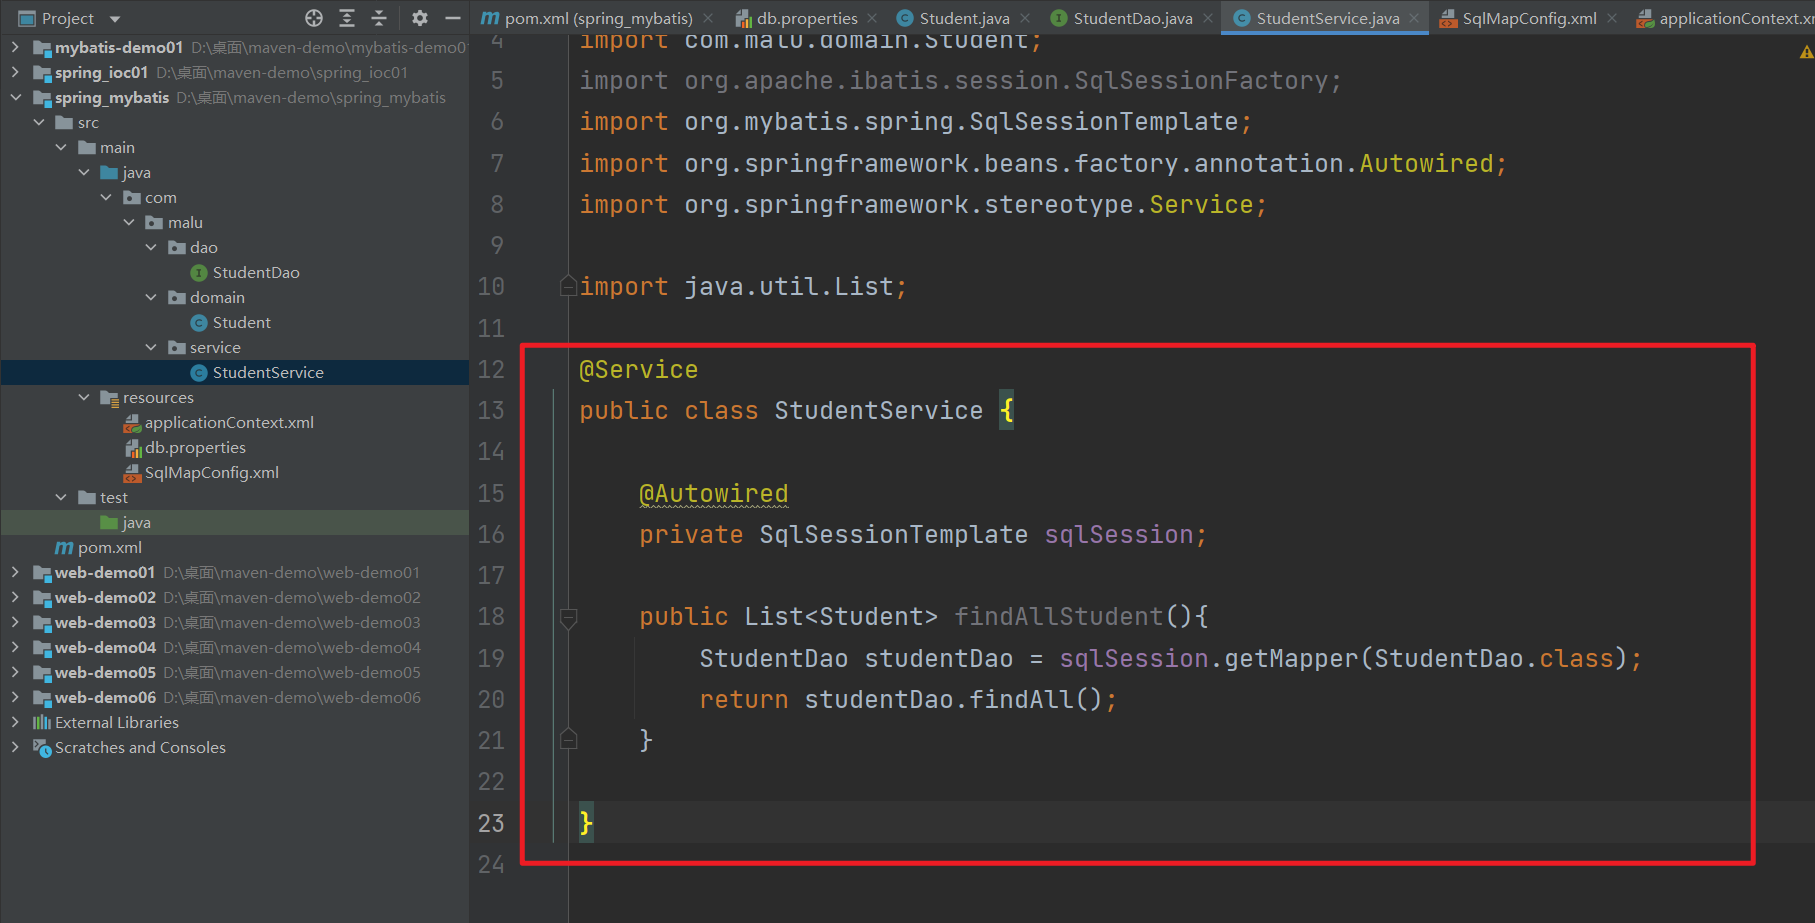 Project
mybatis-demo01 D:\桌面\maven-demo\mybatis-demo01
spring_ioc01 D:\桌面\maven-demo\spring_ioc01
spring_mybatis D:\桌面\maven-demo\spring_mybatis
src
main
java
com
malu
dao
StudentDao
domain
Student
service
StudentService
resources
applicationContext.xml
db.properties
SqlMapConfig.xml
test
java
pom.xml
web-demo01 D:\桌面\maven-demo\web-demo01
web-demo02 D:\桌面\maven-demo\web-demo02
web-demo03 D:\桌面\maven-demo\web-demo03
web-demo04 D:\桌面\maven-demo\web-demo04
web-demo05 D:\桌面\maven-demo\web-demo05
web-demo06 D:\桌面\maven-demo\web-demo06
External Libraries
Scratches and Consoles
pom.xml (spring_mybatis) db.properties Student.java StudentDao.java StudentService.java SqlMapConfig.xml applicationContext.xm
4 import com.malu.domain.Student;
5 import org.apache.ibatis.session.SqlSessionFactory;
6 import org.mybatis.spring.SqlSessionTemplate;
7 import org.springframework.beans.factory.annotation.Autowired;
8 import org.springframework.stereotype.Service;
9
10 import java.util.List;
11
12 @Service
13 public class StudentService {
14
15 @Autowired
16 private SqlSessionTemplate sqlSession;
17
18 public List<Student> findAllStudent(){
19 StudentDao studentDao = sqlSession.getMapper(StudentDao.class);
20 return studentDao.findAll();
21 }
22
23 }
24